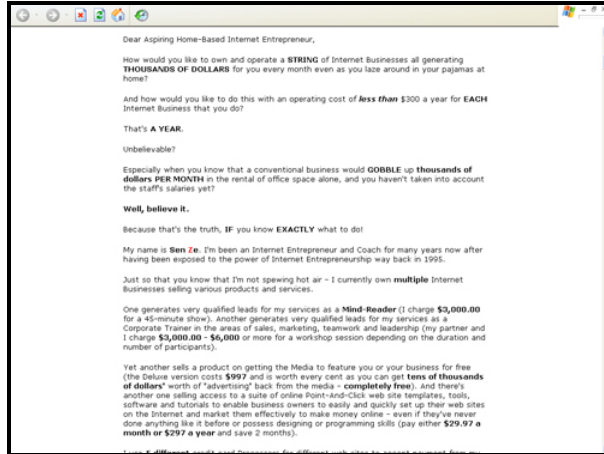 Dear Aspiring Home-Based Internet Entrepreneur,
How would you like to own and operate a STRING of Internet Businesses all generating
THOUSANDS OF DOLLARS for you every month even as you laze around in your pajamas at
home?
And how would you like to do this with an operating cost of less than $300 a year for EACH
Internet Business that you do?
That's A YEAR.
Unbelievable?
Especially when you know that a conventional business would GOBBLE up thousands of
dollars PER MONTH in the rental of office space alone, and you haven't taken into account
the staff's salaries yet?
Well, believe it.
Because that's the truth, IF you know EXACTLY what to do!
My name is Sen Ze. I'm been an Internet Entrepreneur and Coach for many years now after
having been exposed to the power of Internet Entrepreneurship way back in 1995.
Just so that you know that I'm not spewing hot air - I currently own multiple Internet
Businesses selling various products and services.
One generates very qualified leads for my services as a Mind-Reader (I charge $3,000.00
for a 45-minute show). Another generates very qualified leads for my services as a
Corporate Trainer in the areas of sales, marketing, teamwork and leadership (my partner and
I charge $3,000.00 - $6,000 or more for a workshop session depending on the duration and
number of participants).
Yet another sells a product on getting the Media to feature you or your business for free
(the Deluxe version costs $997 and is worth every cent as you can get tens of thousands
of dollars' worth of "advertising" back from the media - completely free). And there's
another one selling access to a suite of online Point-And-Click web site templates, tools,
software and tutorials to enable business owners to easily and quickly set up their web sites
on the Internet and market them effectively to make money online - even if they've never
done anything like it before or possess designing or programming skills (pay either $29.97 a
month or $297 a year and save 2 months).
I use 5 different credit card Processors for different web sites to accept payment from my